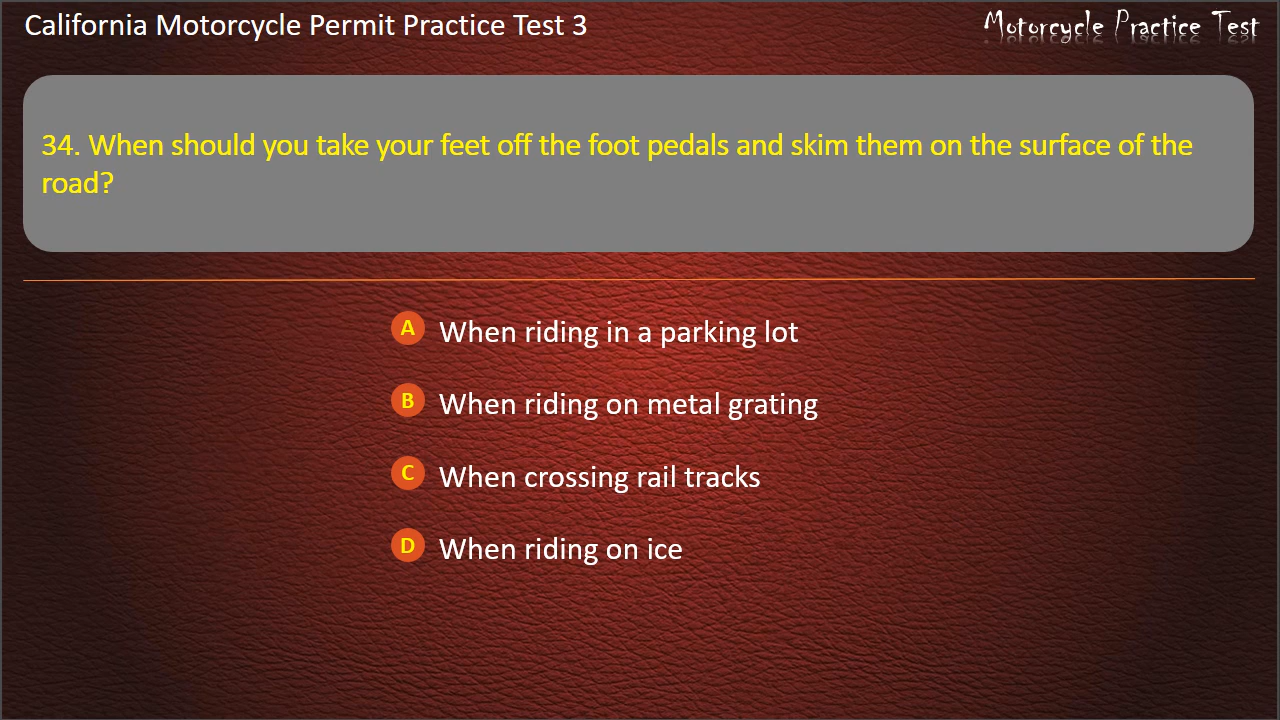 California Motorcycle Permit Practice Test 3
Motorcycle Practice Test
34. When should you take your feet off the foot pedals and skim them on the surface of the
road?
A When riding in a parking lot
B When riding on metal grating
C When crossing rail tracks
D When riding on ice